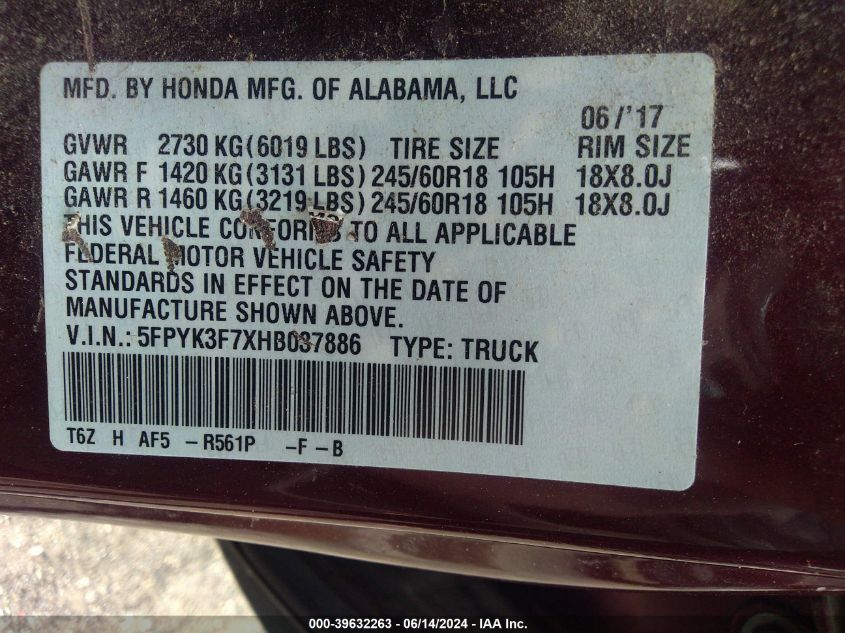 MFD. BY HONDA MFG. OF ALABAMA, LLC
06/'17
GVWR 2730 KG(6019 LBS) TIRE SIZE RIM SIZE
GAWR F 1420 KG(3131 LBS) 245/60R18 105H 18X8.0J
GAWR R 1460 KG(3219 LBS) 245/60R18 105H 18X8.0J
THIS VEHICLE CONFORMS TO ALL APPLICABLE
FEDERAL MOTOR VEHICLE SAFETY
STANDARDS IN EFFECT ON THE DATE OF
MANUFACTURE SHOWN ABOVE.
V.I.N.: 5FPYK3F7XHB037886 TYPE: TRUCK
T6Z H AF5 -R561P -F-B
000-39632263 - 06/14/2024 - IAA Inc.